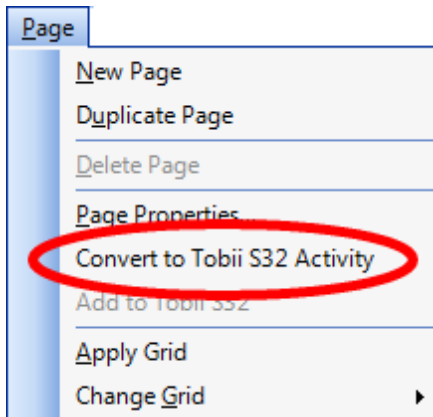 Page
New Page
Duplicate Page
Delete Page
Page Properties...
Convert to Tobii S32 Activity
Add to Tobii S32
Apply Grid
Change Grid